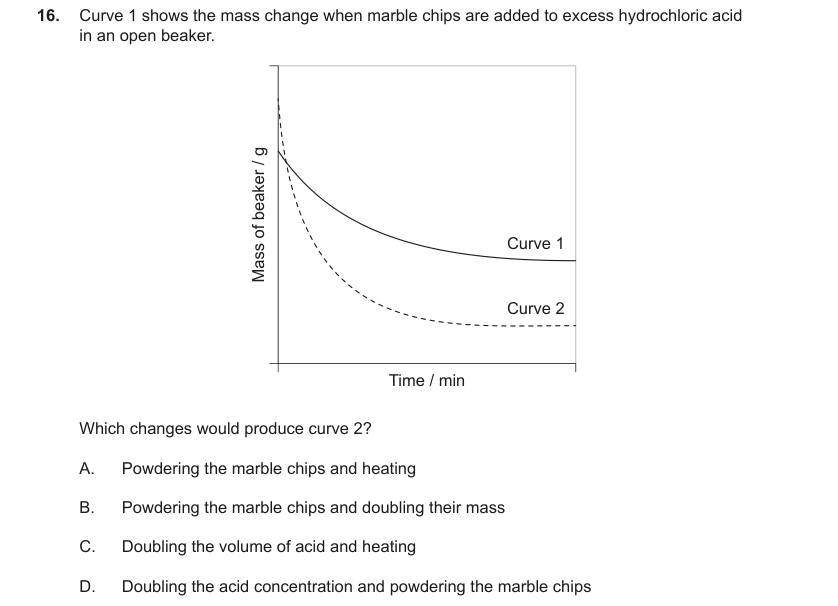 16. Curve 1 shows the mass change when marble chips are added to excess hydrochloric acid
in an open beaker.
Mass of beaker / g
Curve 1
Curve 2
Time / min
Which changes would produce curve 2?
A. Powdering the marble chips and heating
B. Powdering the marble chips and doubling their mass
C. Doubling the volume of acid and heating
D. Doubling the acid concentration and powdering the marble chips